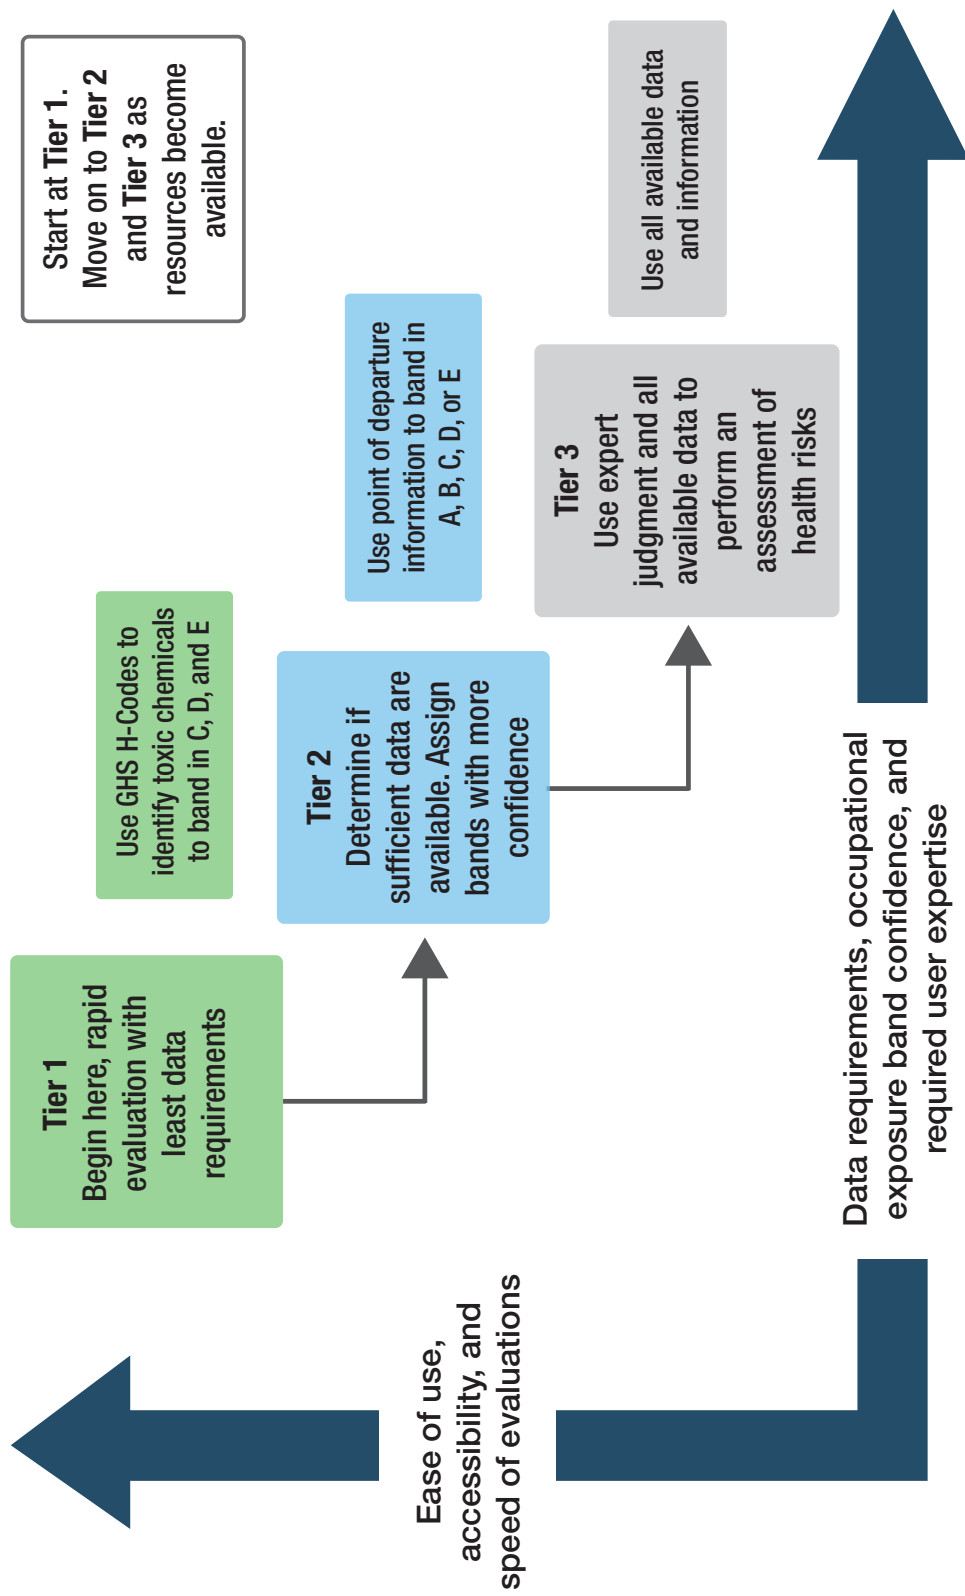 Start at Tier 1.
Move on to Tier 2
and Tier 3 as
resources become
available.
Tier 1
Begin here, rapid
evaluation with
least data
requirements
Use GHS H-Codes to
identify toxic chemicals
to band in C, D, and E
Tier 2
Determine if
sufficient data are
available. Assign
bands with more
confidence
Use point of departure
information to band in
A, B, C, D, or E
Tier 3
Use expert
judgment and all
available data to
perform an
assessment of
health risks
Use all available data
and information
Ease of use,
accessibility, and
speed of evaluations
Data requirements, occupational
exposure band confidence, and
required user expertise